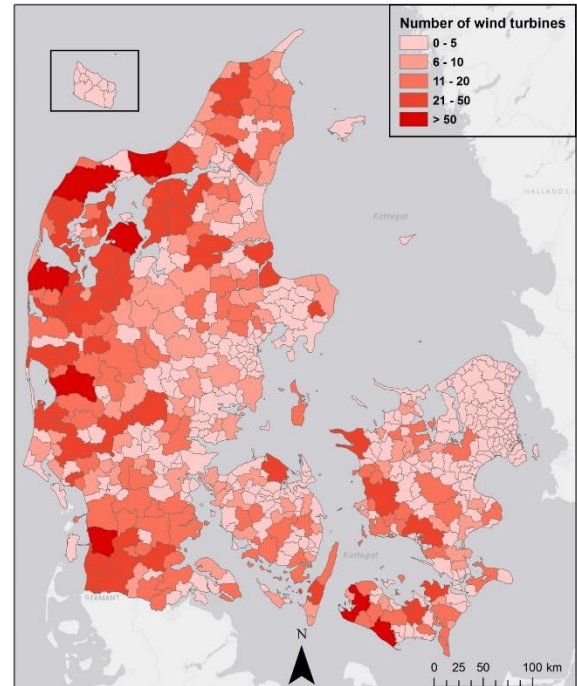 Number of wind turbines
0 - 5
6 - 10
11 - 20
21 - 50
> 50
HALLANDS
Kattegat
Kattegat
GERMANY
N
0 25 50 100 km